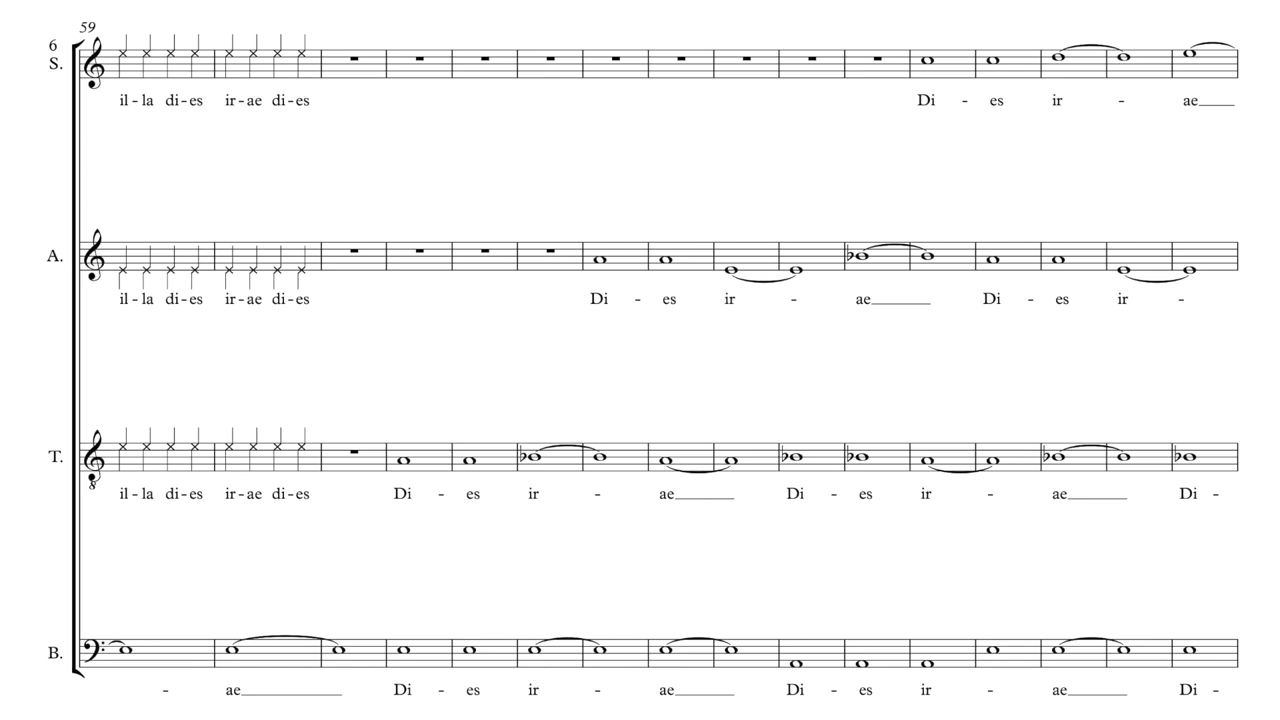 59
6
S.
il - la di - es ir - ae di - es Di - es ir - ae
A.
il - la di - es ir - ae di - es Di - es ir - ae Di - es ir -
T.
8
il - la di - es ir - ae di - es Di - es ir - ae Di - es ir - ae Di -
B.
- ae Di - es ir - ae Di - es ir - ae Di -